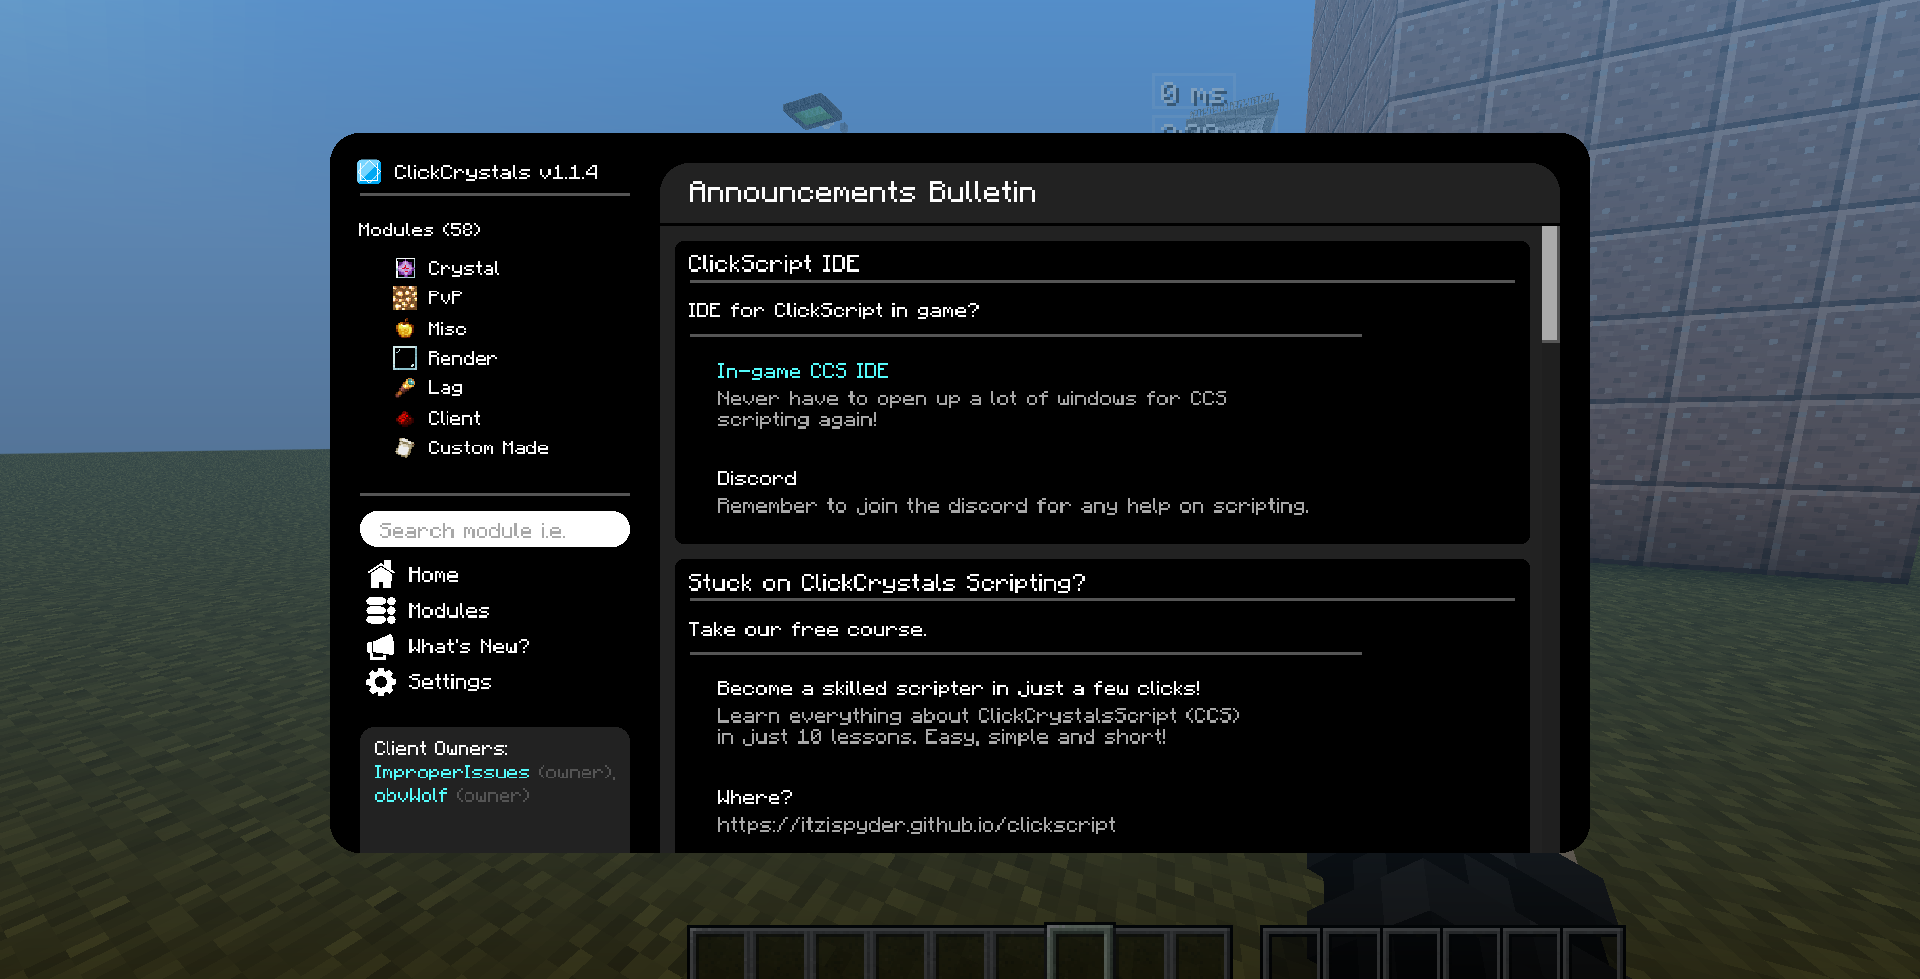 0 ms
ClickCrystals v1.1.4
Modules (58)
Crystal
PvP
Misc
Render
Lag
Client
Custom Made
Search module i.e.
Home
Modules
What's New?
Settings
Client Owners:
ImproperIssues (owner),
obvWolf (owner)
Announcements Bulletin
ClickScript IDE
IDE for ClickScript in game?
In-game CCS IDE
Never have to open up a lot of windows for CCS
scripting again!
Discord
Remember to join the discord for any help on scripting.
Stuck on ClickCrystals Scripting?
Take our free course.
Become a skilled scripter in just a few clicks!
Learn everything about ClickCrystalsScript (CCS)
in just 10 lessons. Easy, simple and short!
Where?
https://itzispyder.github.io/clickscript